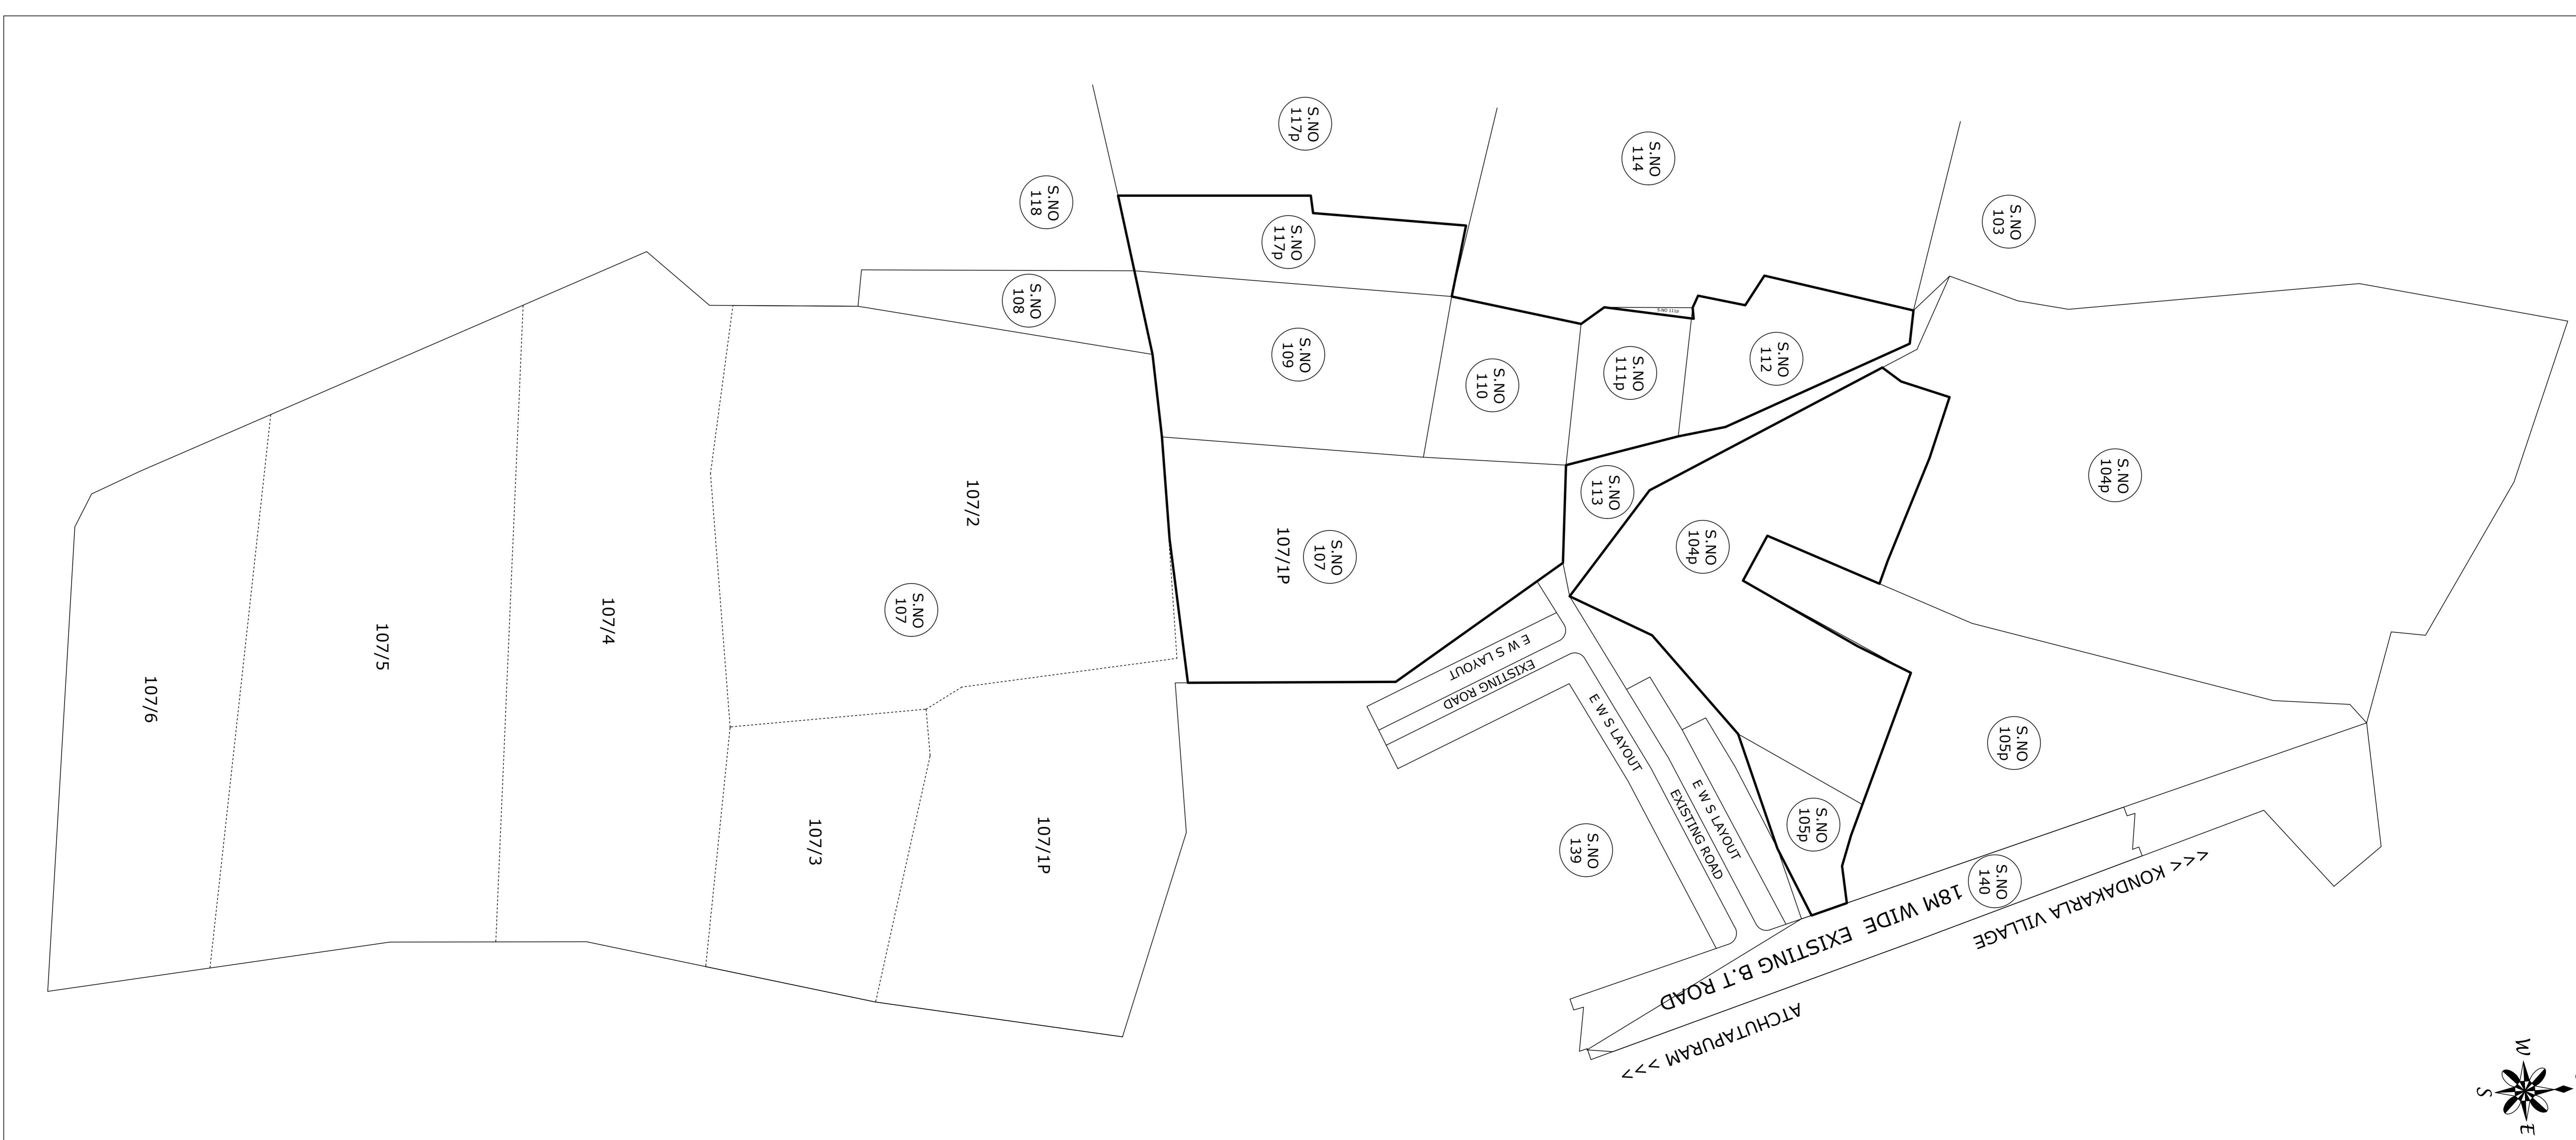 S.NO
117p
S.NO
114
S.NO
118
S.NO
103
S.NO
117p
S.NO
108
S.NO 111p
S.NO
109
S.NO
112
S.NO
111p
S.NO
110
S.NO
104p
S.NO
113
107/2
S.NO
104p
107/1P
S.NO
107
S.NO
107
107/4
107/5
107/6
E W S LAYOUT
EXISTING ROAD
E W S LAYOUT
S.NO
105p
E W S LAYOUT
EXISTING ROAD
S.NO
105p
S.NO
139
107/3
107/1P
S.NO
140
18M WIDE EXISTING B.T ROAD
<<< KONDAKARLA VILLAGE
ATCHUTAPURAM >>>
W
S
E